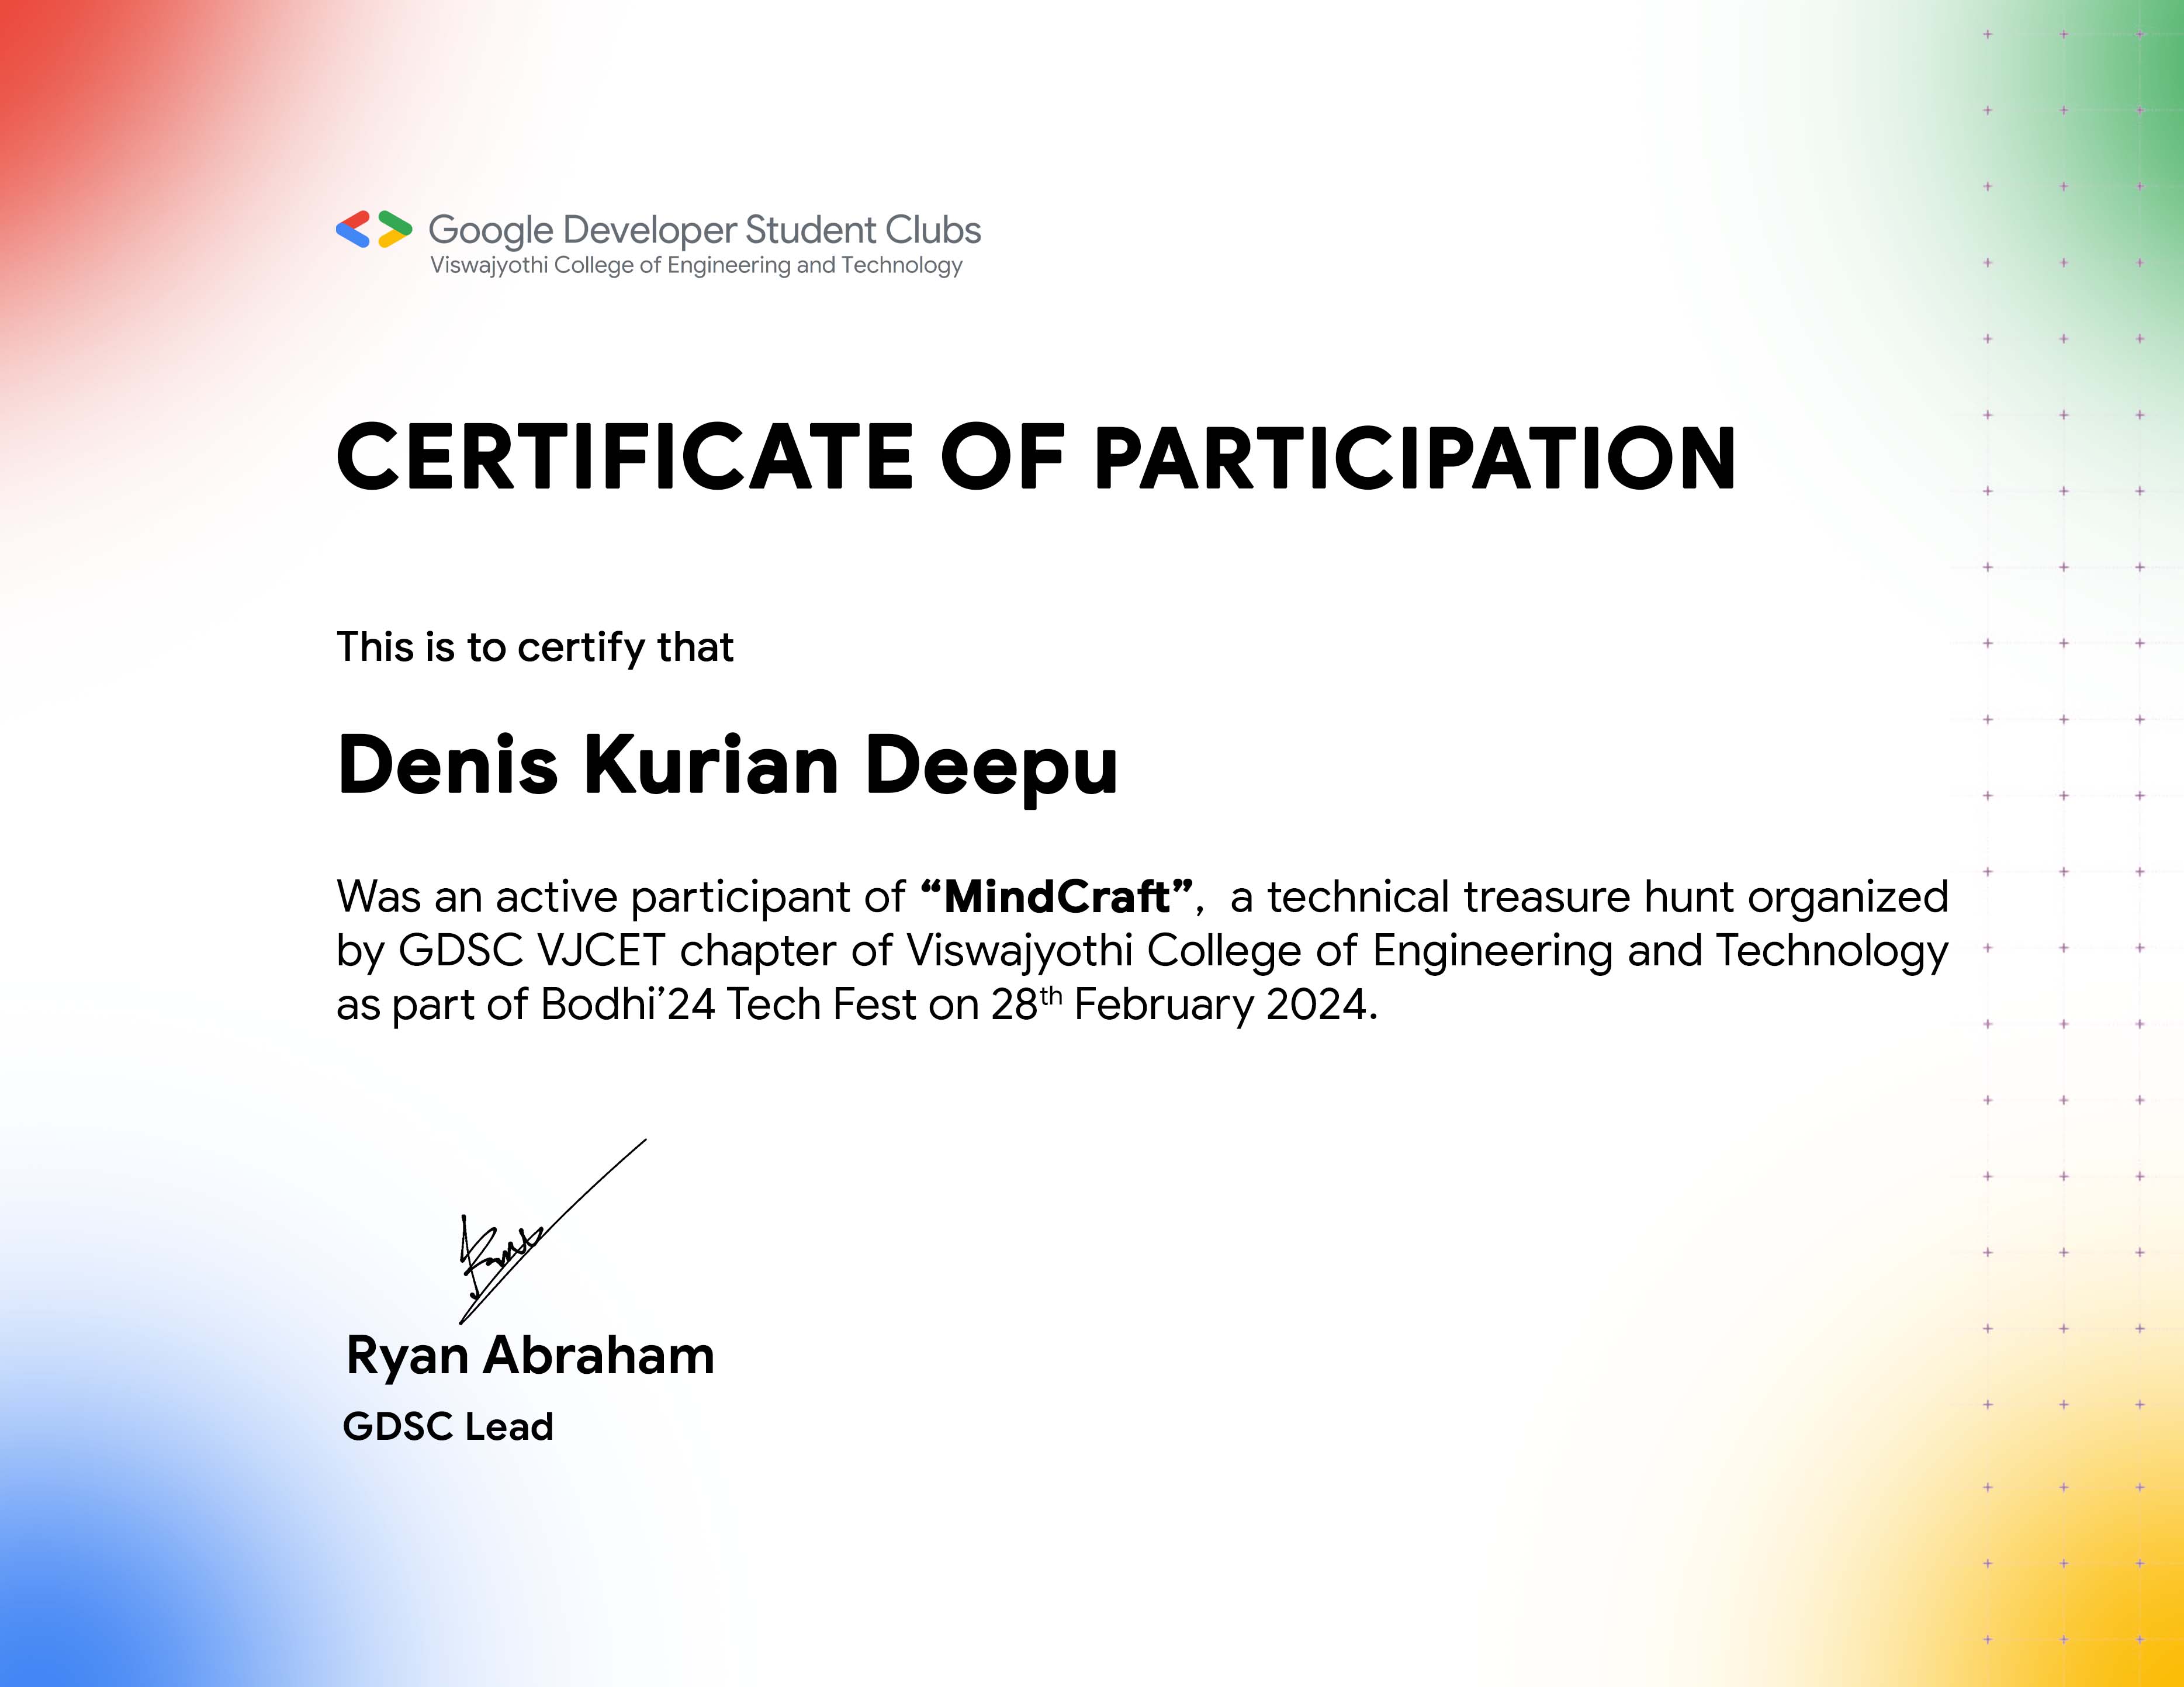 Google Developer Student Clubs
Viswajyothi College of Engineering and Technology
CERTIFICATE OF PARTICIPATION
This is to certify that
Denis Kurian Deepu
Was an active participant of “MindCraft”, a technical treasure hunt organized
by GDSC VJCET chapter of Viswajyothi College of Engineering and Technology
as part of Bodhi’24 Tech Fest on 28th February 2024.
Ryan Abraham
GDSC Lead